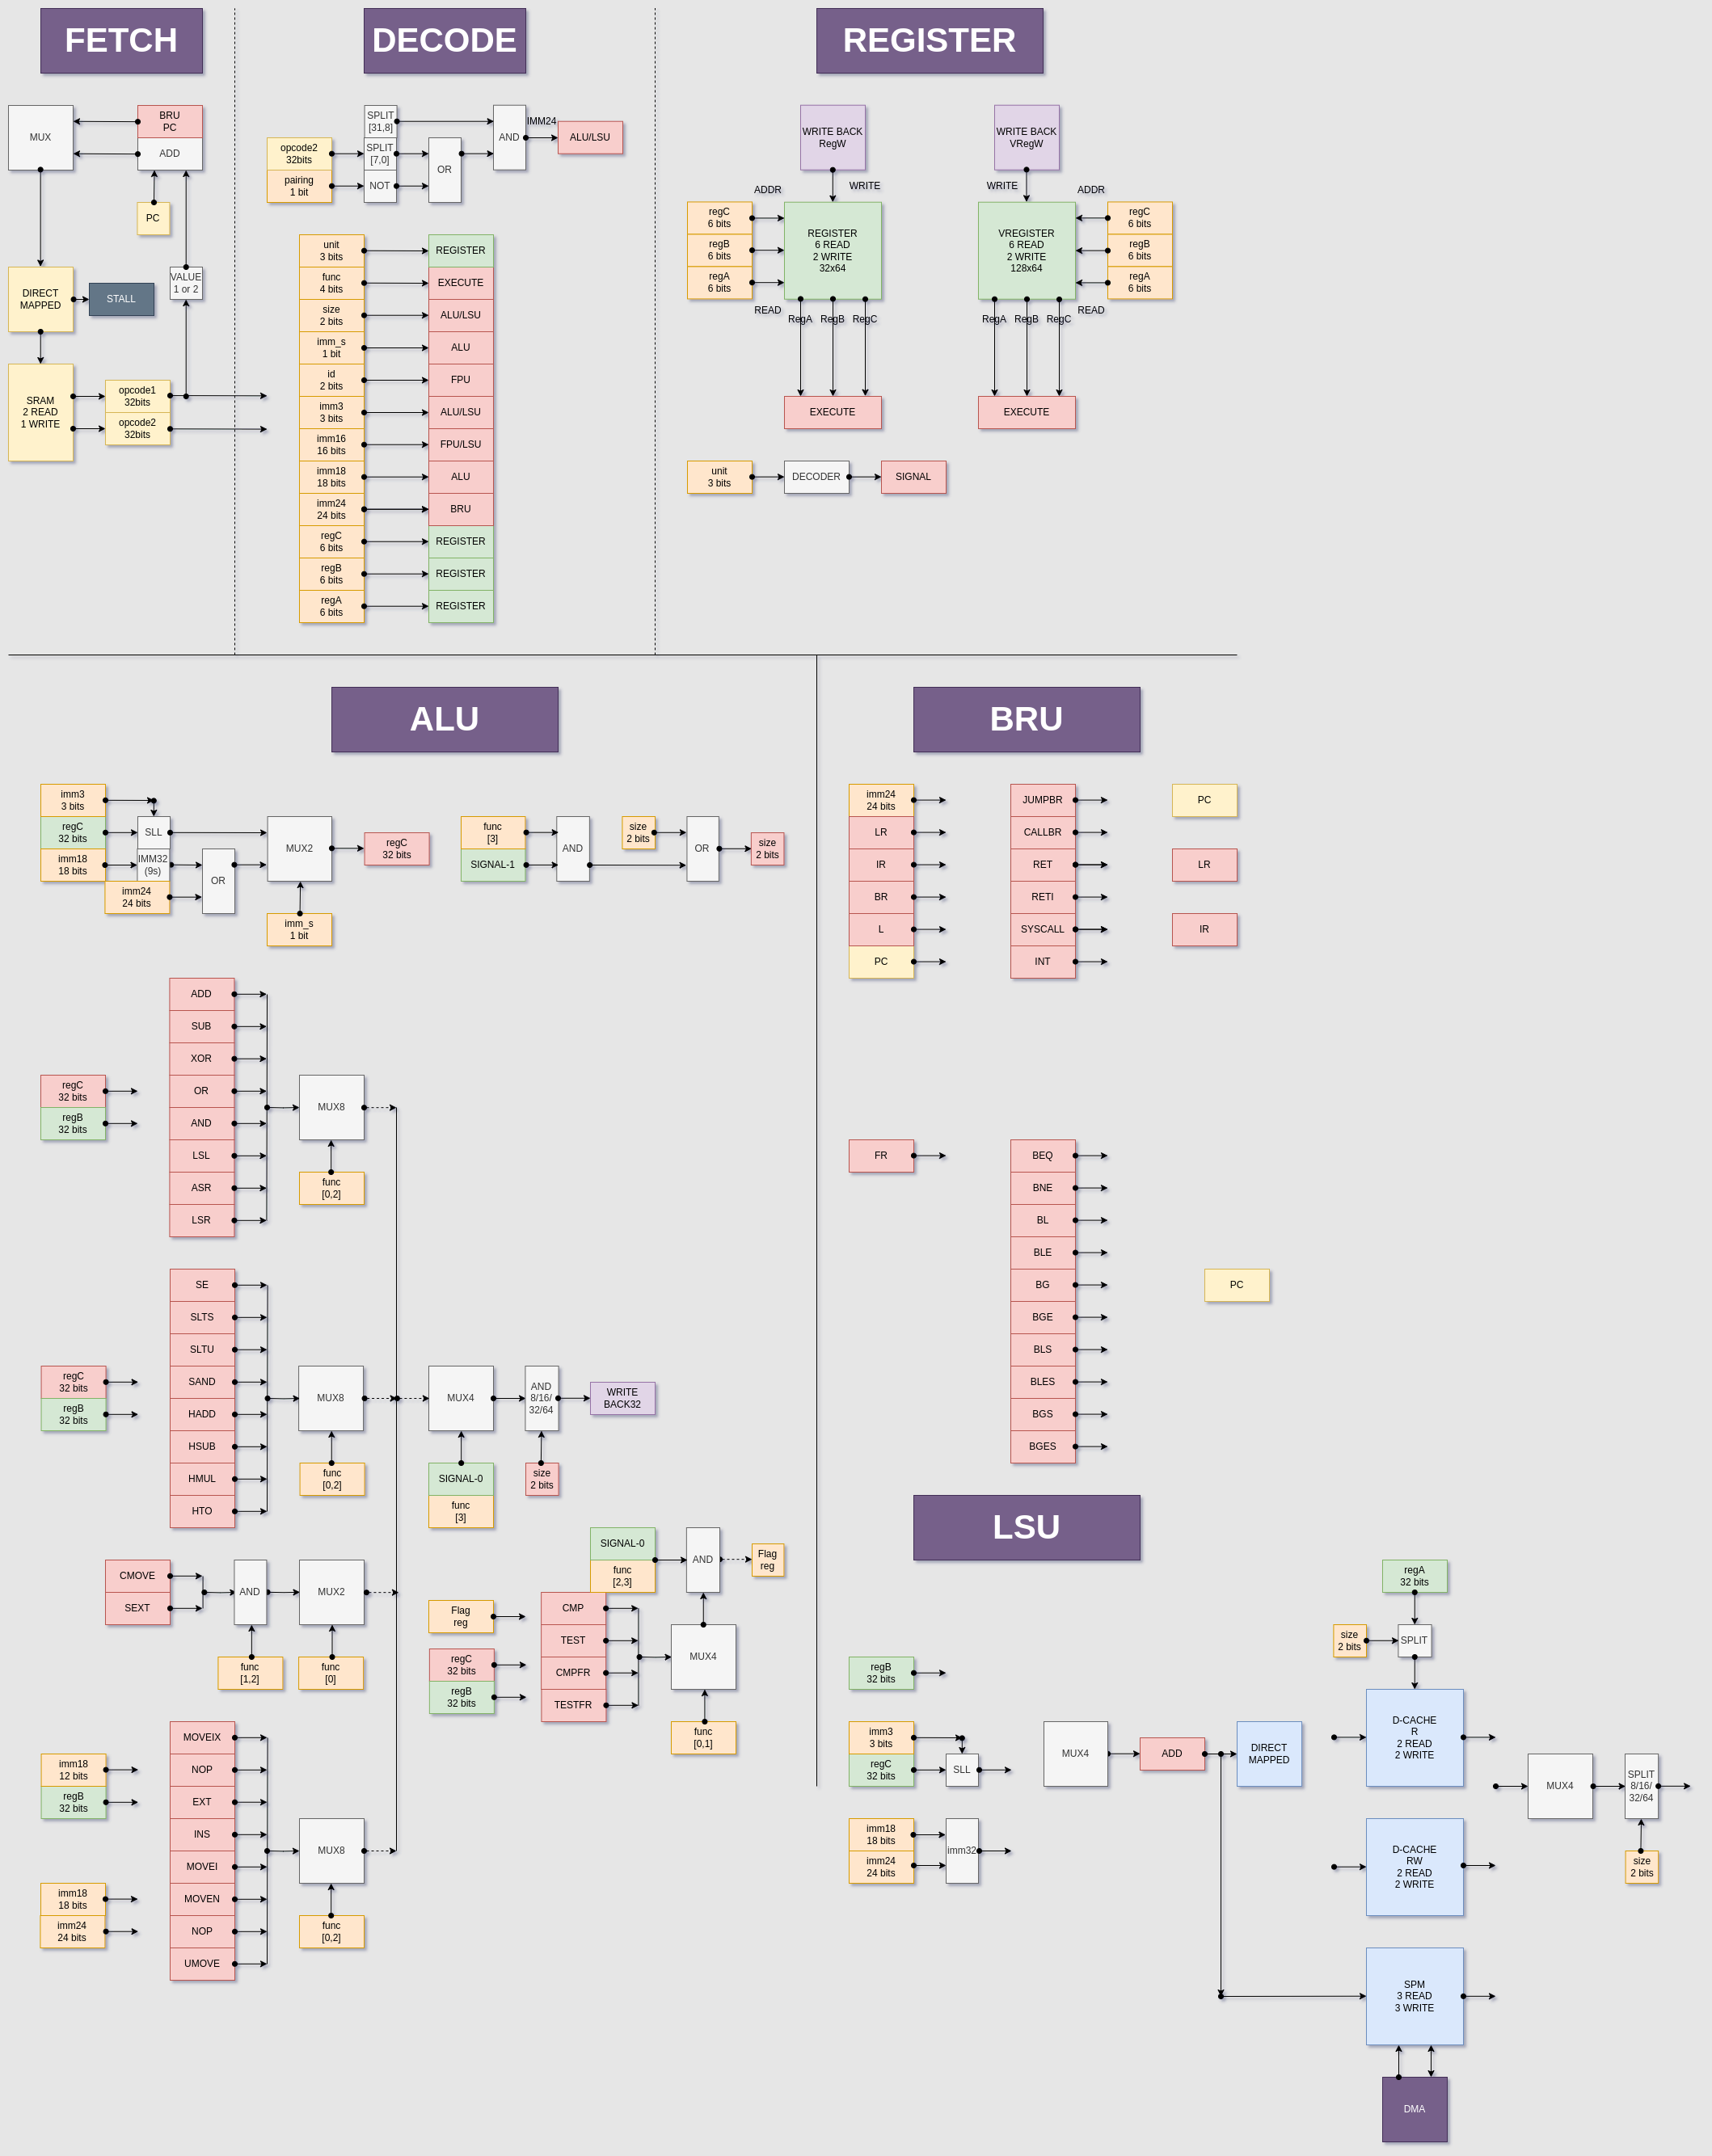 FETCH
DECODE
REGISTER
MUX
BRU
PC
ADD
PC
DIRECT
MAPPED
STALL
VALUE
1 or 2
SRAM
2 READ
1 WRITE
opcode1
32bits
opcode2
32bits
opcode2
32bits
pairing
1 bit
SPLIT
[31,8]
SPLIT
[7,0]
NOT
OR
AND
IMM24
ALU/LSU
unit
3 bits
REGISTER
func
4 bits
EXECUTE
size
2 bits
ALU/LSU
imm_s
1 bit
ALU
id
2 bits
FPU
imm3
3 bits
ALU/LSU
imm16
16 bits
FPU/LSU
imm18
18 bits
ALU
imm24
24 bits
BRU
regC
6 bits
REGISTER
regB
6 bits
REGISTER
regA
6 bits
REGISTER
WRITE BACK
RegW
ADDR
WRITE
regC
6 bits
regB
6 bits
regA
6 bits
REGISTER
6 READ
2 WRITE
32x64
READ
RegA
RegB
RegC
EXECUTE
WRITE BACK
VRegW
WRITE
ADDR
VREGISTER
6 READ
2 WRITE
128x64
regC
6 bits
regB
6 bits
regA
6 bits
READ
RegA
RegB
RegC
EXECUTE
unit
3 bits
DECODER
SIGNAL
ALU
imm3
3 bits
regC
32 bits
imm18
18 bits
imm24
24 bits
SLL
IMM32
(9s)
OR
MUX2
imm_s
1 bit
regC
32 bits
func
[3]
SIGNAL-1
AND
size
2 bits
OR
size
2 bits
regC
32 bits
regB
32 bits
ADD
SUB
XOR
OR
AND
LSL
ASR
LSR
MUX8
func
[0,2]
regC
32 bits
regB
32 bits
SE
SLTS
SLTU
SAND
HADD
HSUB
HMUL
HTO
MUX8
func
[0,2]
MUX4
SIGNAL-0
func
[3]
AND
8/16/
32/64
size
2 bits
WRITE
BACK32
CMOVE
SEXT
AND
func
[1,2]
MUX2
func
[0]
Flag
reg
regC
32 bits
regB
32 bits
CMP
TEST
CMPFR
TESTFR
SIGNAL-0
func
[2,3]
AND
Flag
reg
MUX4
func
[0,1]
imm18
12 bits
regB
32 bits
imm18
18 bits
imm24
24 bits
MOVEIX
NOP
EXT
INS
MOVEI
MOVEN
NOP
UMOVE
MUX8
func
[0,2]
BRU
imm24
24 bits
LR
IR
BR
L
PC
JUMPBR
CALLBR
RET
RETI
SYSCALL
INT
PC
LR
IR
FR
BEQ
BNE
BL
BLE
BG
BGE
BLS
BLES
BGS
BGES
PC
LSU
regB
32 bits
imm3
3 bits
regC
32 bits
SLL
imm18
18 bits
imm24
24 bits
imm32
MUX4
ADD
DIRECT
MAPPED
regA
32 bits
size
2 bits
SPLIT
D-CACHE
R
2 READ
2 WRITE
D-CACHE
RW
2 READ
2 WRITE
SPM
3 READ
3 WRITE
DMA
MUX4
SPLIT
8/16/
32/64
size
2 bits